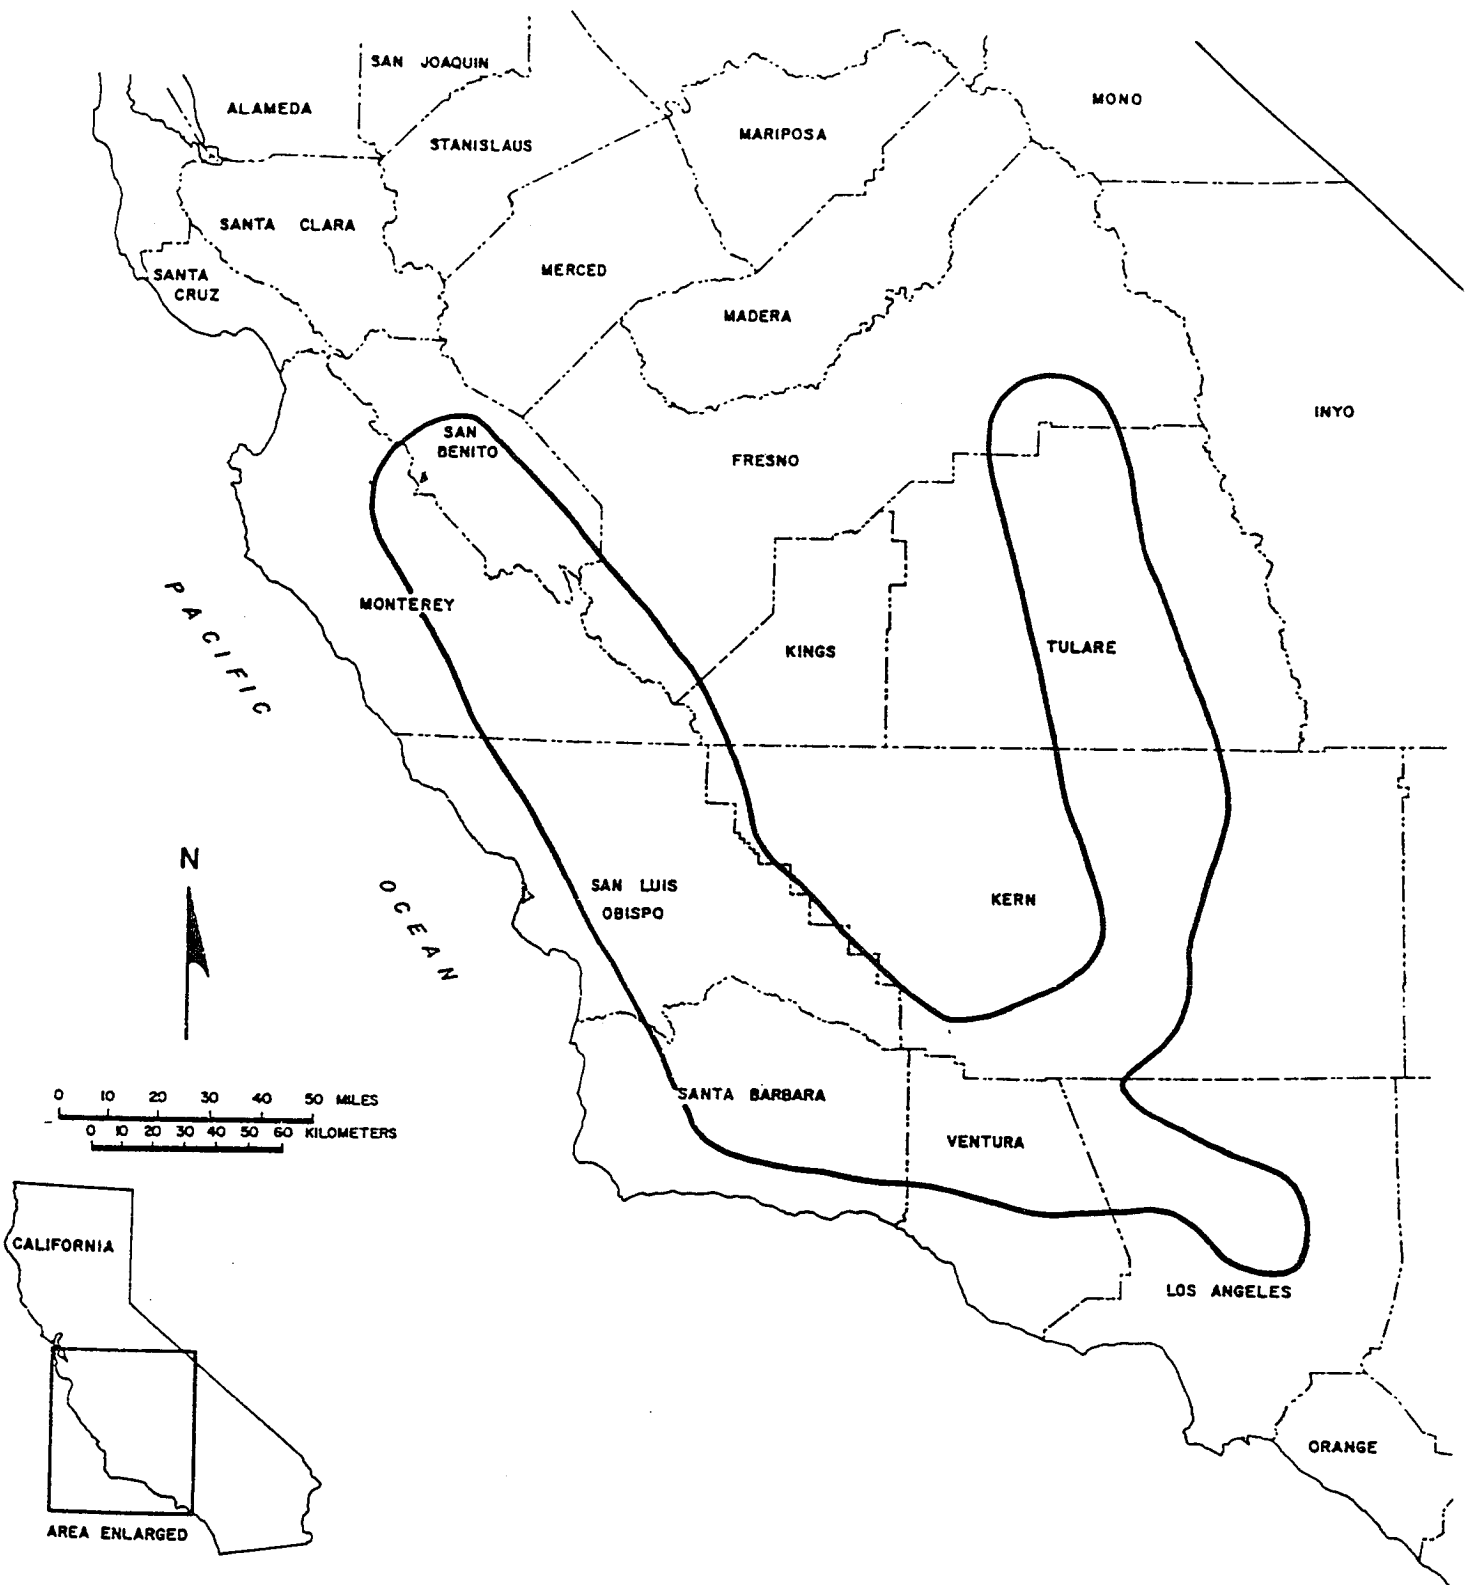 SAN JOAQUIN
MONO
ALAMEDA
STANISLAUS
MARIPOSA
SANTA CLARA
MERCED
SANTA
CRUZ
MADERA
INYO
SAN
BENITO
FRESNO
MONTEREY
PACIFIC
KINGS
TULARE
N
OCEAN
SAN LUIS
OBISPO
KERN
SANTA BARBARA
0 10 20 30 40 50 MILES
0 10 20 30 40 50 60 KILOMETERS
VENTURA
CALIFORNIA
LOS ANGELES
ORANGE
AREA ENLARGED